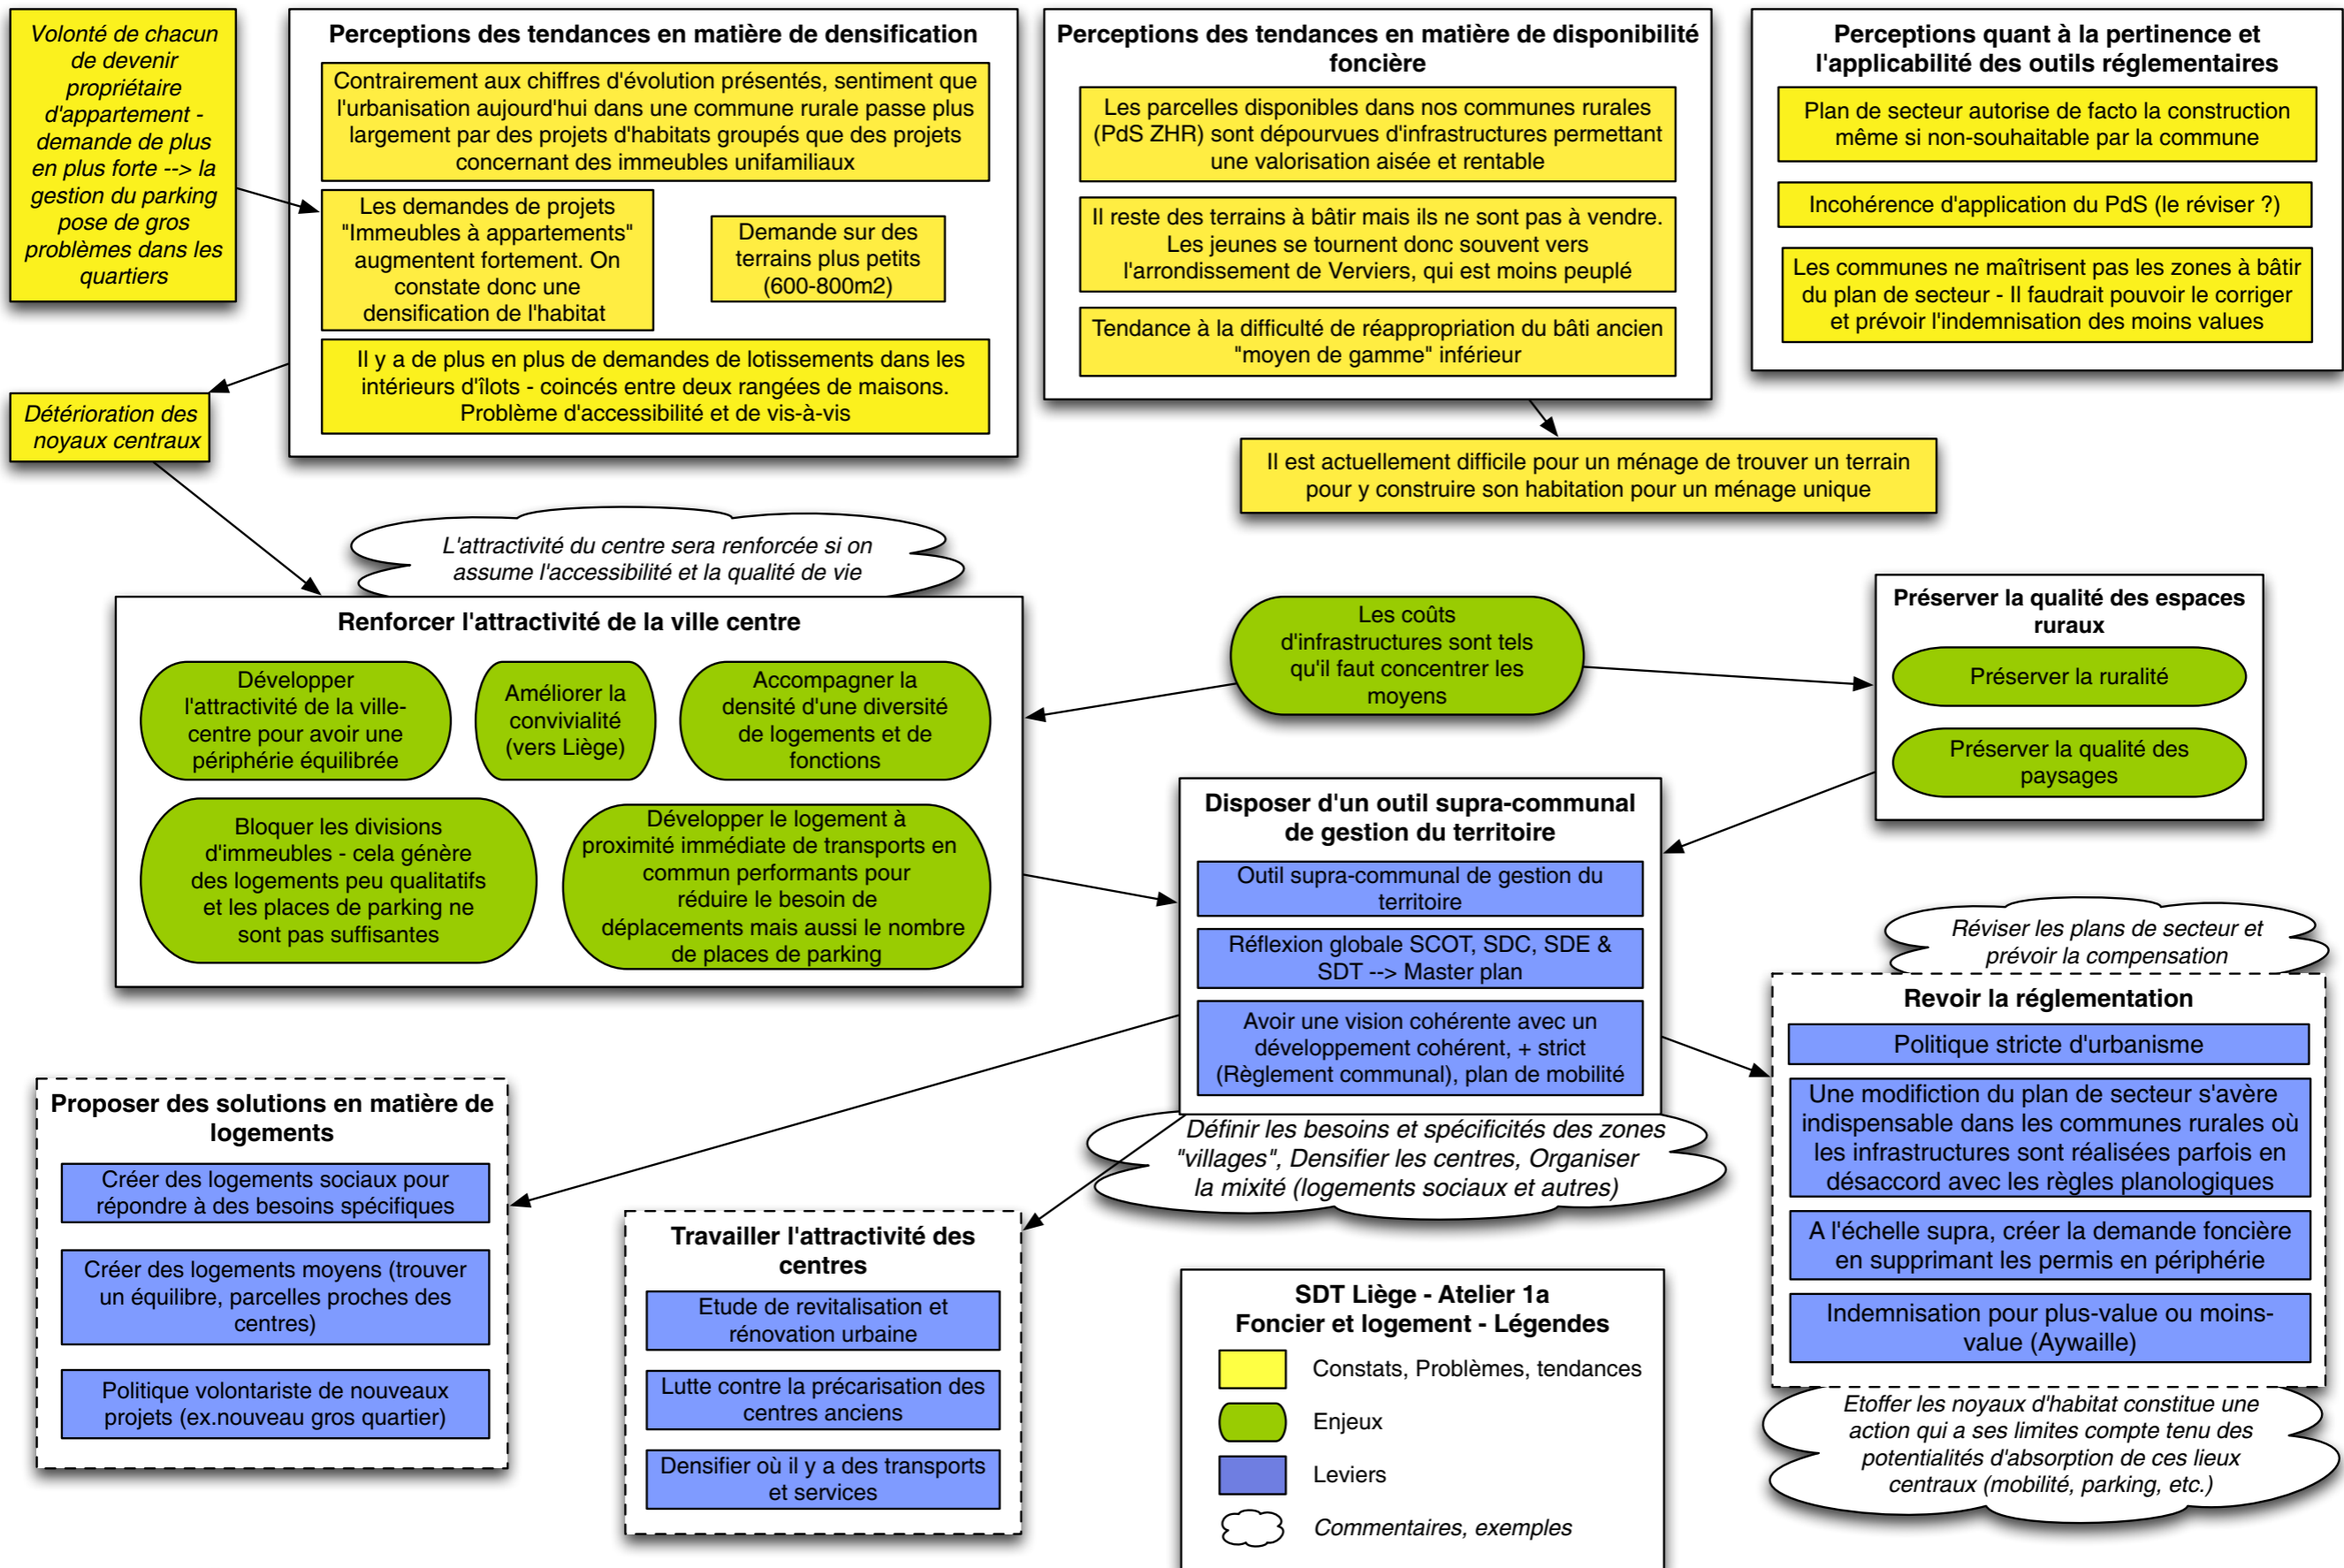 Volonté de chacun
de devenir
propriétaire
d'appartement -
demande de plus
en plus forte --> la
gestion du parking
pose de gros
problèmes dans les
quartiers
Perceptions des tendances en matière de densification
Contrairement aux chiffres d'évolution présentés, sentiment que
l'urbanisation aujourd'hui dans une commune rurale passe plus
largement par des projets d'habitats groupés que des projets
concernant des immeubles unifamiliaux
Les demandes de projets
"Immeubles à appartements"
augmentent fortement. On
constate donc une
densification de l'habitat
Demande sur des
terrains plus petits
(600-800m2)
Il y a de plus en plus de demandes de lotissements dans les
intérieurs d'îlots - coincés entre deux rangées de maisons.
Problème d'accessibilité et de vis-à-vis
Perceptions des tendances en matière de disponibilité
foncière
Les parcelles disponibles dans nos communes rurales
(PdS ZHR) sont dépourvues d'infrastructures permettant
une valorisation aisée et rentable
Il reste des terrains à bâtir mais ils ne sont pas à vendre.
Les jeunes se tournent donc souvent vers
l'arrondissement de Verviers, qui est moins peuplé
Tendance à la difficulté de réappropriation du bâti ancien
"moyen de gamme" inférieur
Perceptions quant à la pertinence et
l'applicabilité des outils réglementaires
Plan de secteur autorise de facto la construction
même si non-souhaitable par la commune
Incohérence d'application du PdS (le réviser ?)
Les communes ne maîtrisent pas les zones à bâtir
du plan de secteur - Il faudrait pouvoir le corriger
et prévoir l'indemnisation des moins values
Détérioration des
noyaux centraux
Il est actuellement difficile pour un ménage de trouver un terrain
pour y construire son habitation pour un ménage unique
L'attractivité du centre sera renforcée si on
assume l'accessibilité et la qualité de vie
Renforcer l'attractivité de la ville centre
Développer
l'attractivité de la ville-
centre pour avoir une
périphérie équilibrée
Améliorer la
convivialité
(vers Liège)
Accompagner la
densité d'une diversité
de logements et de
fonctions
Bloquer les divisions
d'immeubles - cela génère
des logements peu qualitatifs
et les places de parking ne
sont pas suffisantes
Développer le logement à
proximité immédiate de transports en
commun performants pour
réduire le besoin de
déplacements mais aussi le nombre
de places de parking
Les coûts
d'infrastructures sont tels
qu'il faut concentrer les
moyens
Préserver la qualité des espaces
ruraux
Préserver la ruralité
Préserver la qualité des
paysages
Disposer d'un outil supra-communal
de gestion du territoire
Outil supra-communal de gestion du
territoire
Réflexion globale SCOT, SDC, SDE &
SDT --> Master plan
Avoir une vision cohérente avec un
développement cohérent, + strict
(Règlement communal), plan de mobilité
Définir les besoins et spécificités des zones
"villages", Densifier les centres, Organiser
la mixité (logements sociaux et autres)
Réviser les plans de secteur et
prévoir la compensation
Revoir la réglementation
Politique stricte d'urbanisme
Une modifiction du plan de secteur s'avère
indispensable dans les communes rurales où
les infrastructures sont réalisées parfois en
désaccord avec les règles planologiques
A l'échelle supra, créer la demande foncière
en supprimant les permis en périphérie
Indemnisation pour plus-value ou moins-
value (Aywaille)
Etoffer les noyaux d'habitat constitue une
action qui a ses limites compte tenu des
potentialités d'absorption de ces lieux
centraux (mobilité, parking, etc.)
Proposer des solutions en matière de
logements
Créer des logements sociaux pour
répondre à des besoins spécifiques
Créer des logements moyens (trouver
un équilibre, parcelles proches des
centres)
Politique volontariste de nouveaux
projets (ex.nouveau gros quartier)
Travailler l'attractivité des
centres
Etude de revitalisation et
rénovation urbaine
Lutte contre la précarisation des
centres anciens
Densifier où il y a des transports
et services
SDT Liège - Atelier 1a
Foncier et logement - Légendes
Constats, Problèmes, tendances
Enjeux
Leviers
Commentaires, exemples